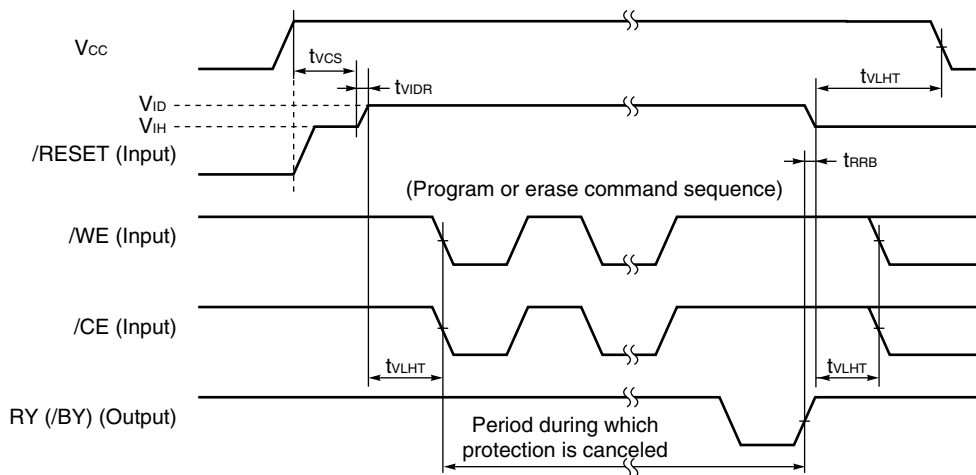 VCC
tVCS
tVLHT
tVIDR
VID
VIH
/RESET (Input)
tRRB
(Program or erase command sequence)
/WE (Input)
/CE (Input)
tVLHT
tVLHT
RY (/BY) (Output)
Period during which
protection is canceled